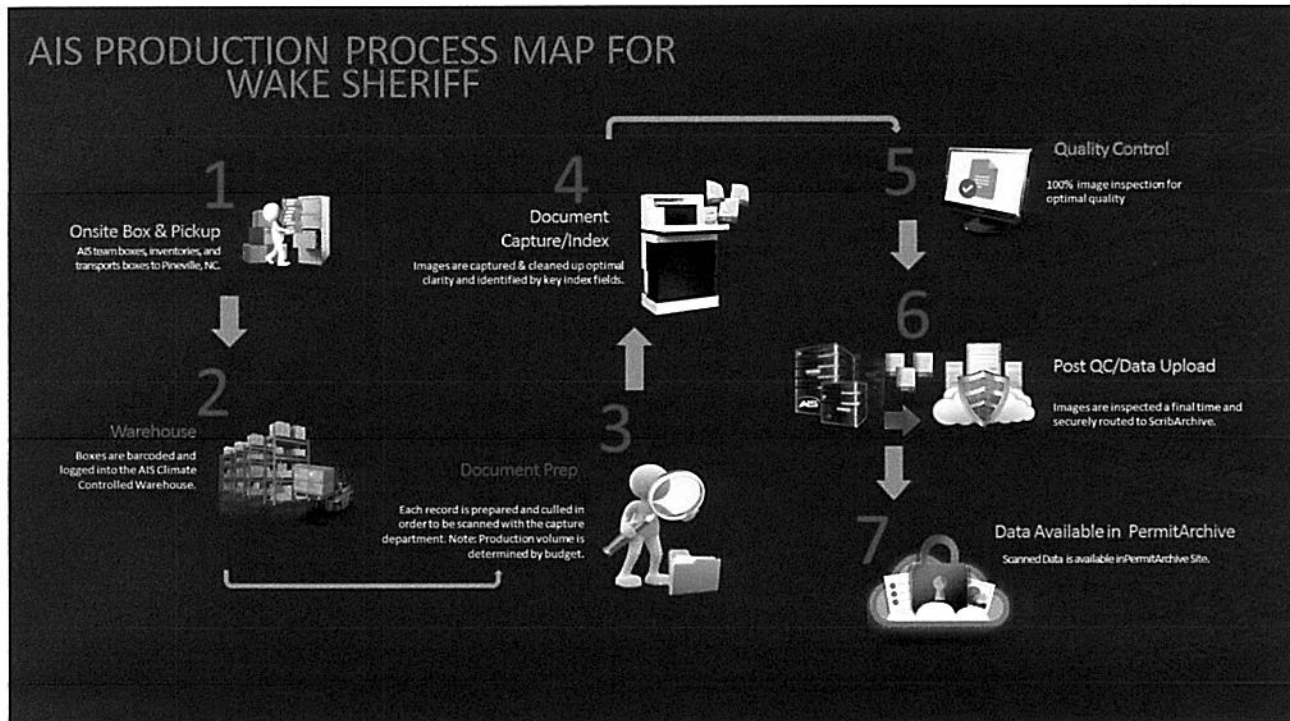 AIS PRODUCTION PROCESS MAP FOR
WAKE SHERIFF
1
Onsite Box & Pickup
AIS team boxes, inventories, and
transports boxes to Pineville, NC.
2
Warehouse
Boxes are barcoded and
logged into the AIS Climate
Controlled Warehouse.
3
Document Prep
Each record is prepared and culled in
order to be scanned with the capture
department. Note: Production volume is
determined by budget.
4
Document
Capture/Index
Images are captured & cleaned up optimal
clarity and identified by key index fields.
5
Quality Control
100% image inspection for
optimal quality
6
AIS
Post QC/Data Upload
Images are inspected a final time and
securely routed to ScribArchive.
7
Data Available in PermitArchive
Scanned Data is available in PermitArchive Site.